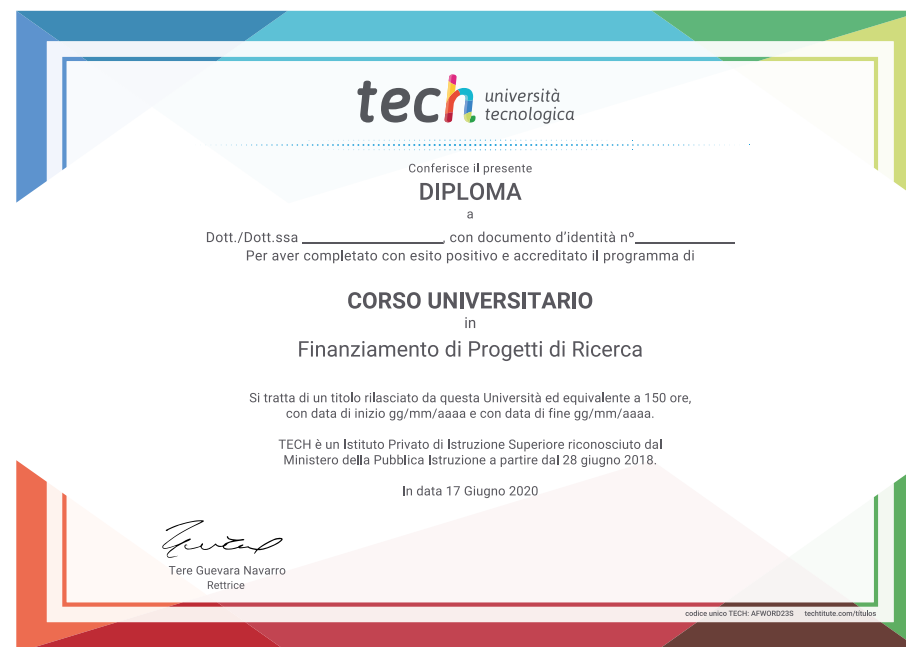 tech università
tecnologica
Conferisce il presente
DIPLOMA
a
Dott./Dott.ssa ________________, con documento d'identità nº____________
Per aver completato con esito positivo e accreditato il programma di
CORSO UNIVERSITARIO
in
Finanziamento di Progetti di Ricerca
Si tratta di un titolo rilasciato da questa Università ed equivalente a 150 ore,
con data di inizio gg/mm/aaaa e con data di fine gg/mm/aaaa.
TECH è un Istituto Privato di Istruzione Superiore riconosciuto dal
Ministero della Pubblica Istruzione a partire dal 28 giugno 2018.
In data 17 Giugno 2020
Tere Guevara Navarro
Rettrice
codice unico TECH: AFWORD23S techtitute.com/títulos